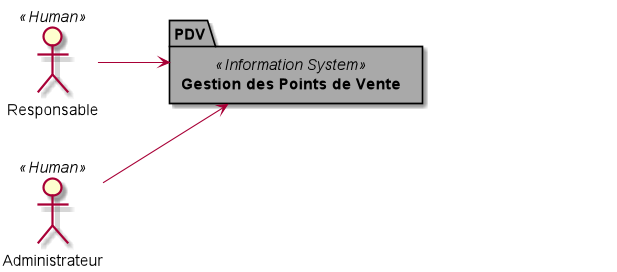 «Human»
Responsable
PDV
«Information System»
Gestion des Points de Vente
«Human»
Administrateur